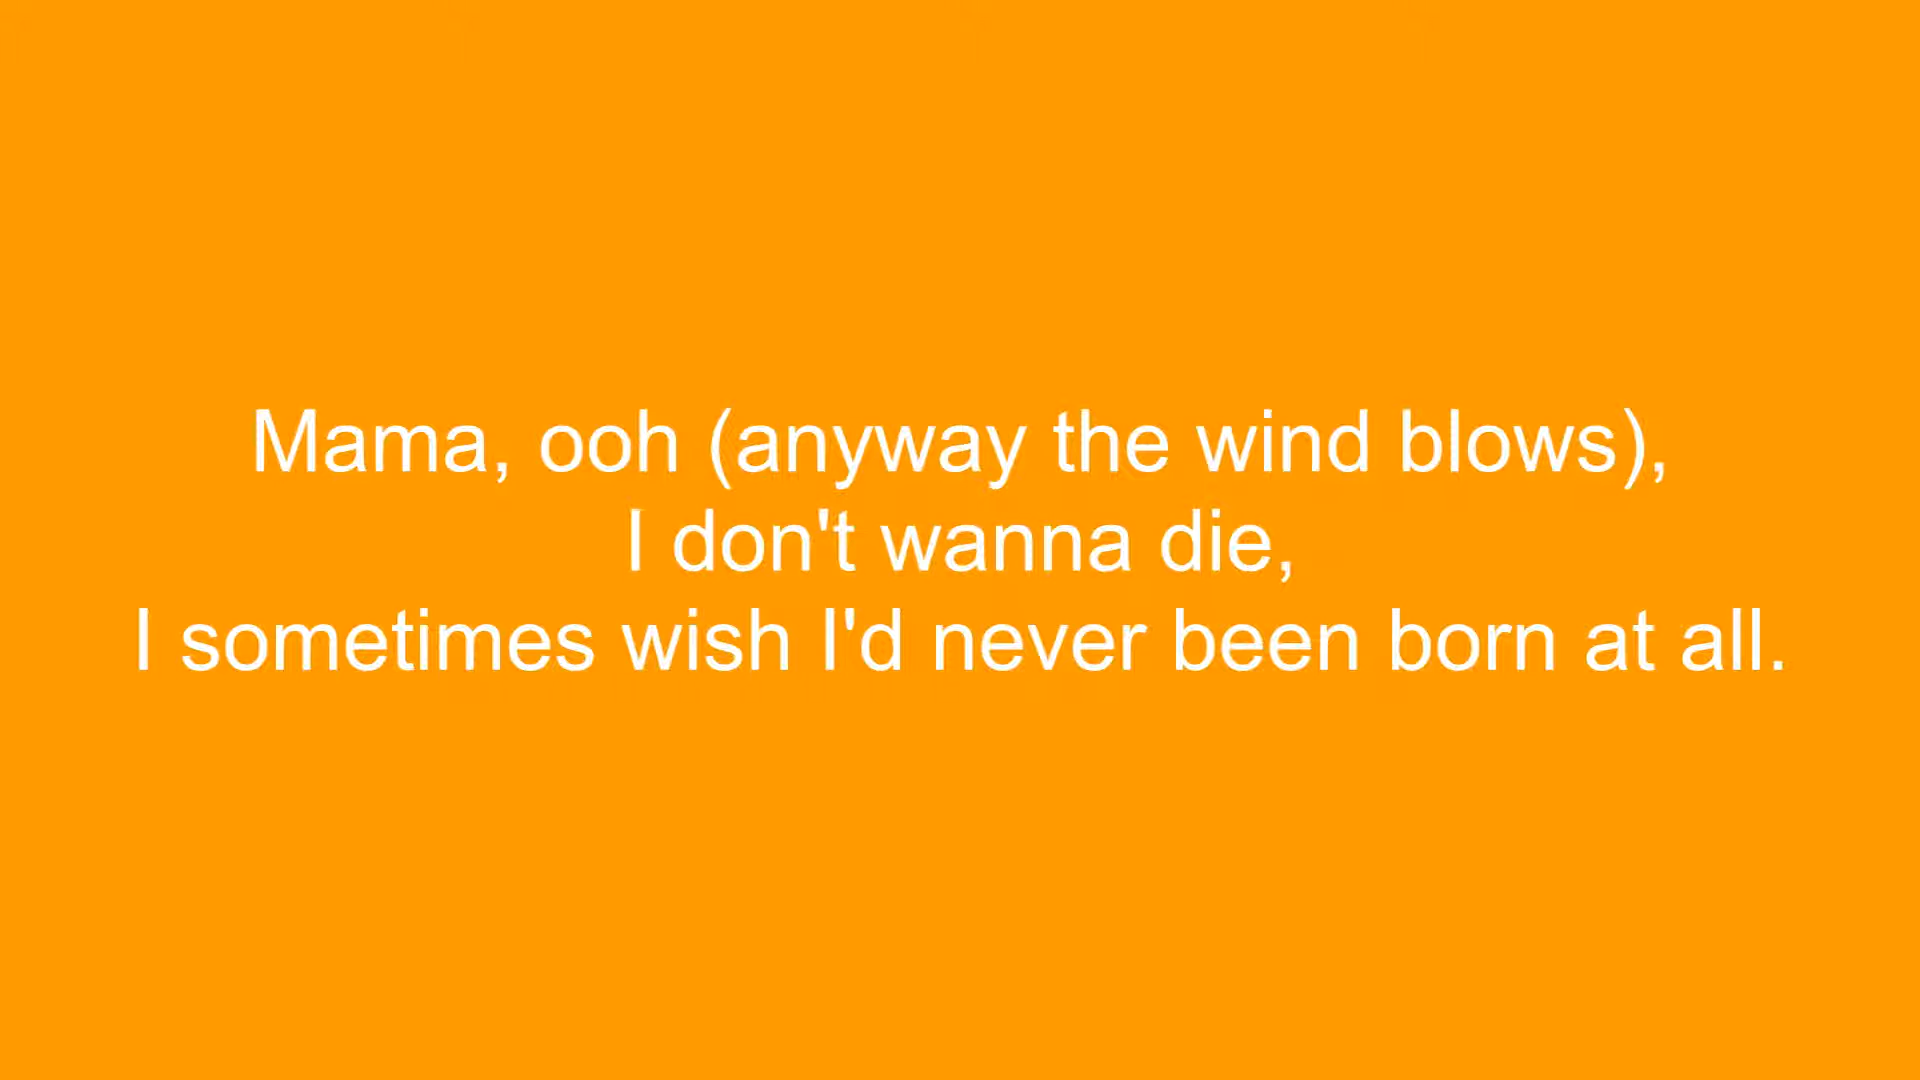 Mama, ooh (anyway the wind blows),
I don't wanna die,
I sometimes wish I'd never been born at all.